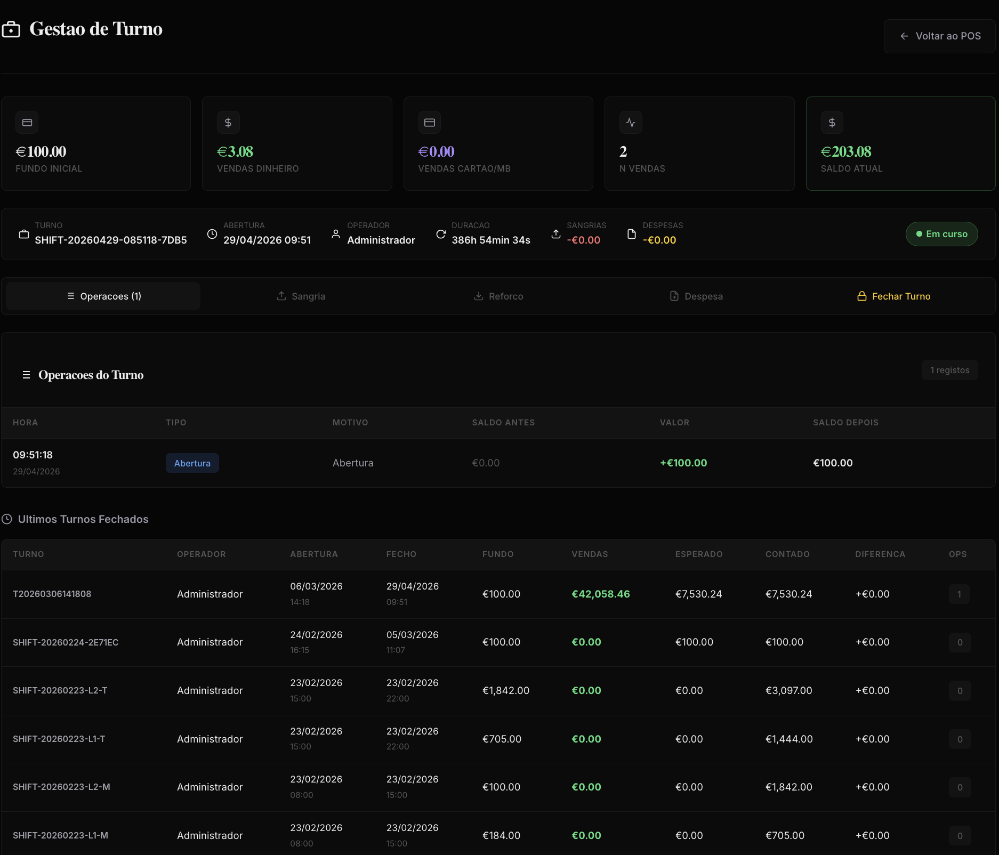 Gestao de Turno
Voltar ao POS
€100.00
FUNDO INICIAL
€3.08
VENDAS DINHEIRO
€0.00
VENDAS CARTAO/MB
2
N VENDAS
€203.08
SALDO ATUAL
TURNO
SHIFT-20260429-085118-7DB5
ABERTURA
29/04/2026 09:51
OPERADOR
Administrador
DURACAO
386h 54min 34s
SANGRIAS
-€0.00
DESPESAS
-€0.00
Em curso
Operacoes (1)
Sangria
Reforco
Despesa
Fechar Turno
Operacoes do Turno
1 registos
HORA TIPO MOTIVO SALDO ANTES VALOR SALDO DEPOIS
09:51:18
29/04/2026
Abertura
Abertura
€0.00
+€100.00
€100.00
Ultimos Turnos Fechados
TURNO OPERADOR ABERTURA FECHO FUNDO VENDAS ESPERADO CONTADO DIFERENCA OPS
T20260306141808 Administrador 06/03/2026 29/04/2026 €100.00 €42,058.46 €7,530.24 €7,530.24 +€0.00 1
14:18 09:51
SHIFT-20260224-2E71EC Administrador 24/02/2026 05/03/2026 €100.00 €0.00 €100.00 €100.00 +€0.00 0
16:15 11:07
SHIFT-20260223-L2-T Administrador 23/02/2026 23/02/2026 €1,842.00 €0.00 €0.00 €3,097.00 +€0.00 0
15:00 22:00
SHIFT-20260223-L1-T Administrador 23/02/2026 23/02/2026 €705.00 €0.00 €0.00 €1,444.00 +€0.00 0
15:00 22:00
SHIFT-20260223-L2-M Administrador 23/02/2026 23/02/2026 €100.00 €0.00 €0.00 €1,842.00 +€0.00 0
08:00 15:00
SHIFT-20260223-L1-M Administrador 23/02/2026 23/02/2026 €184.00 €0.00 €0.00 €705.00 +€0.00 0
08:00 15:00